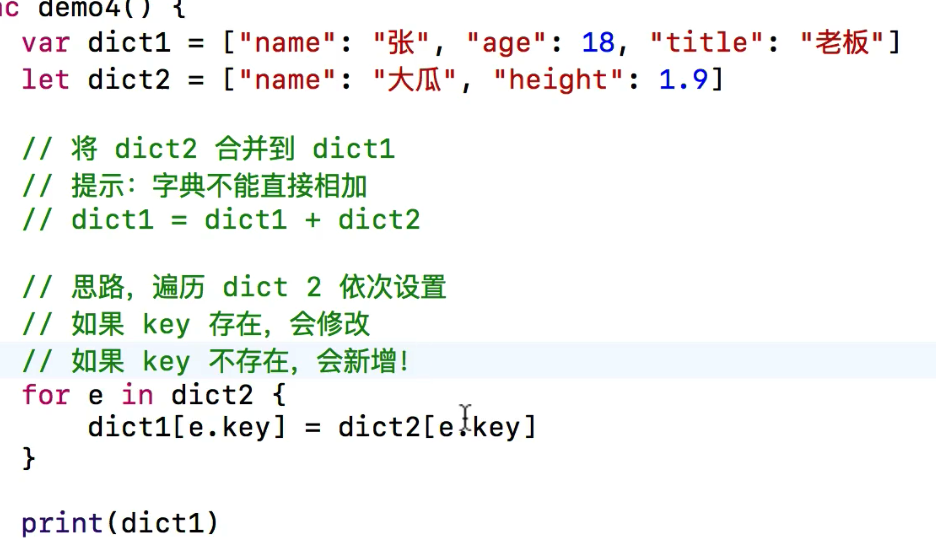 nc demo4() {
var dict1 = ["name": "张", "age": 18, "title": "老板"]
let dict2 = ["name": "大瓜", "height": 1.9]
// 将 dict2 合并到 dict1
// 提示：字典不能直接相加
// dict1 = dict1 + dict2
// 思路，遍历 dict 2 依次设置
// 如果 key 存在，会修改
// 如果 key 不存在，会新增！
for e in dict2 {
dict1[e.key] = dict2[e.key]
}
print(dict1)